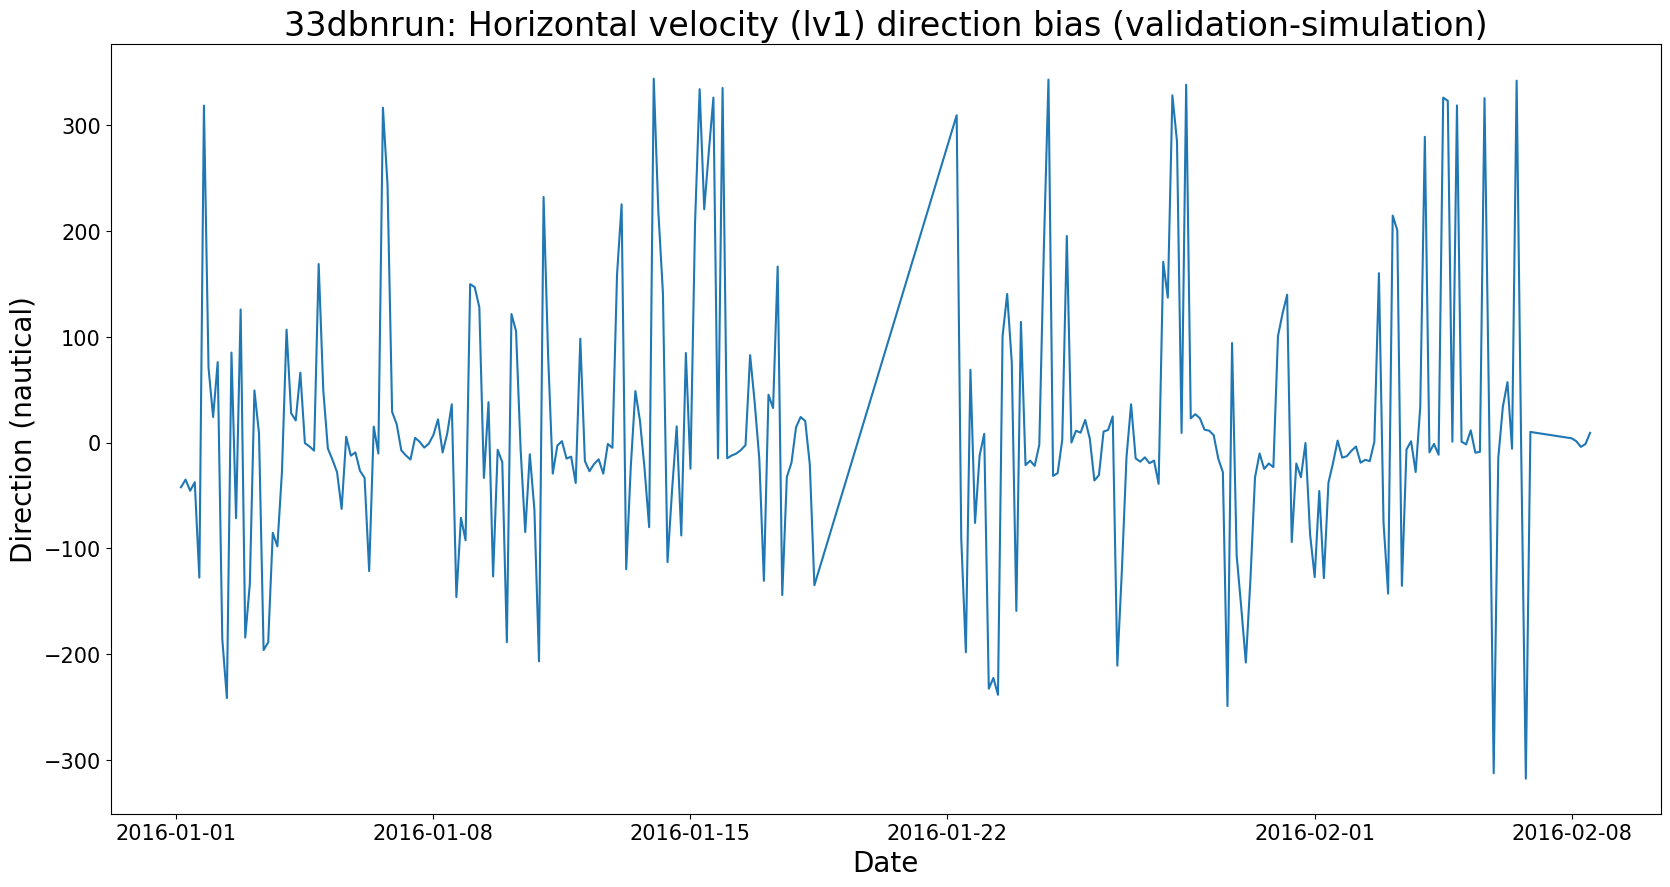 33dbnrun: Horizontal velocity (lv1) direction bias (validation-simulation)
Direction (nautical)
300
200
100
0
−100
−200
−300
2016-01-01 2016-01-08 2016-01-15 2016-01-22 2016-02-01 2016-02-08
Date